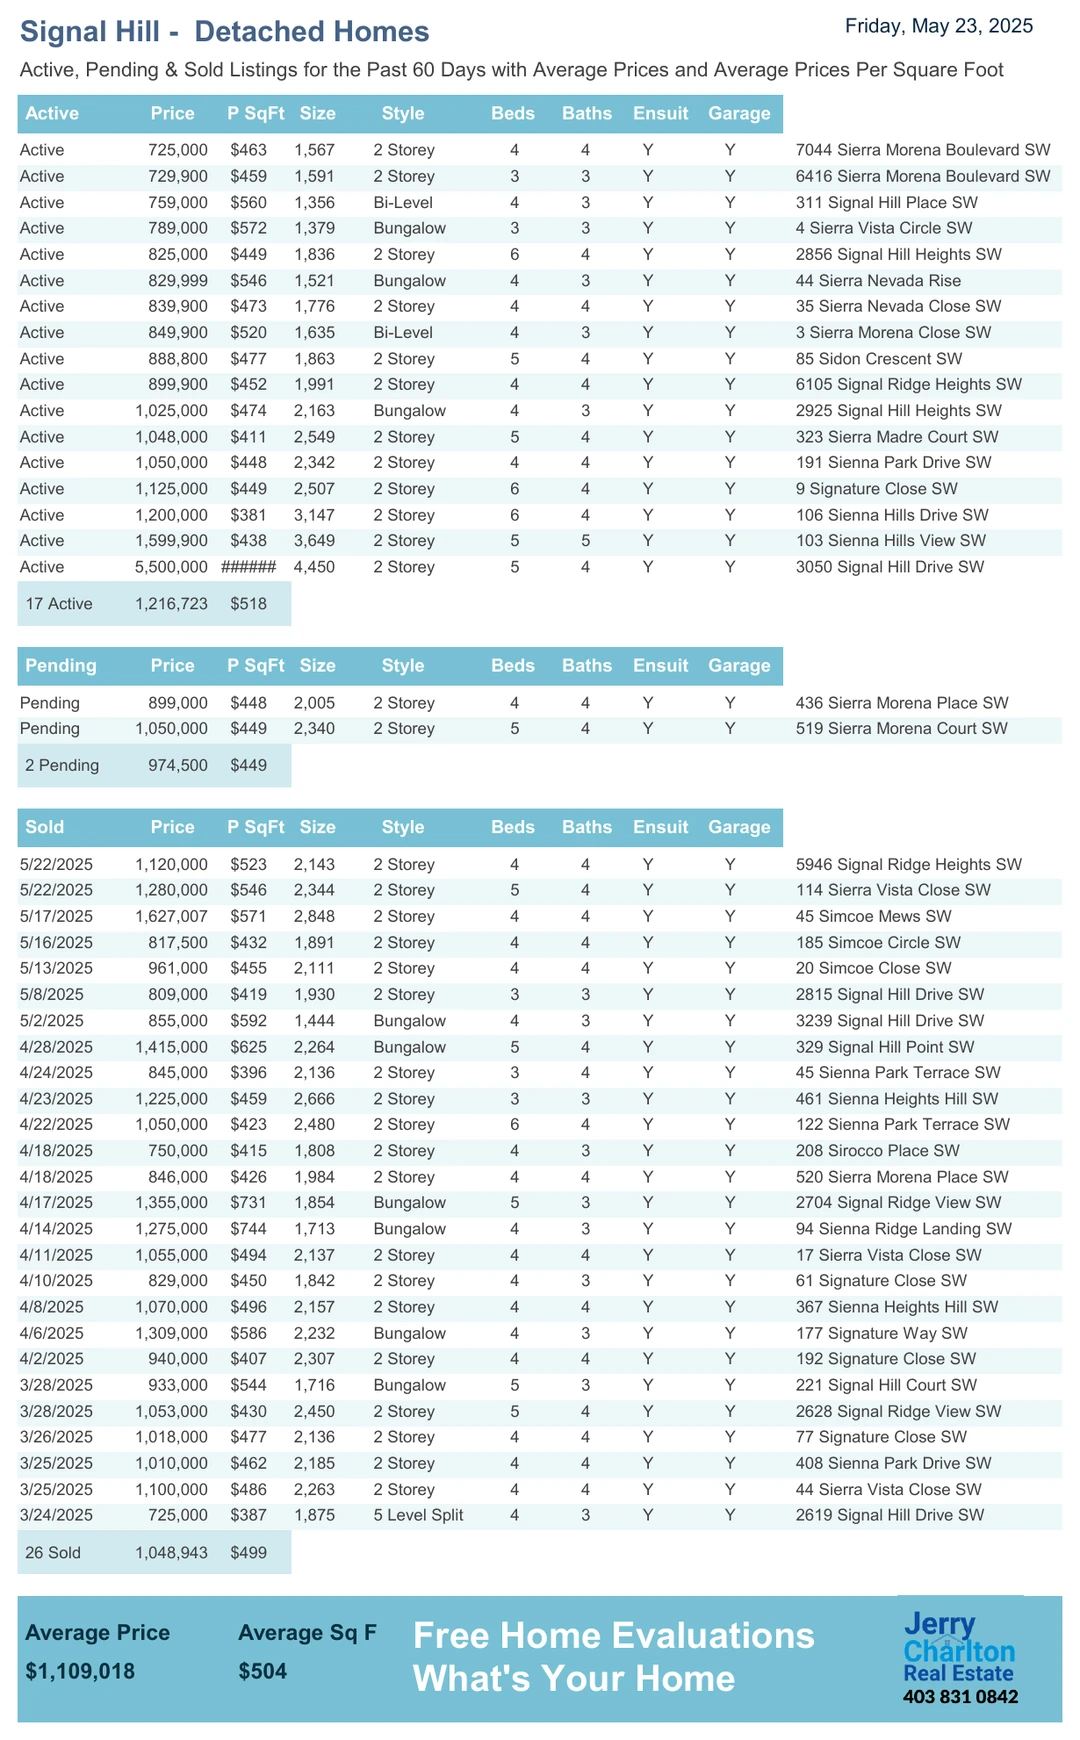 Signal Hill - Detached Homes
Friday, May 23, 2025
Active, Pending & Sold Listings for the Past 60 Days with Average Prices and Average Prices Per Square Foot
Active Price P SqFt Size Style Beds Baths Ensuit Garage
Active 725,000 $463 1,567 2 Storey 4 4 Y Y 7044 Sierra Morena Boulevard SW
Active 729,900 $459 1,591 2 Storey 3 3 Y Y 6416 Sierra Morena Boulevard SW
Active 759,000 $560 1,356 Bi-Level 4 3 Y Y 311 Signal Hill Place SW
Active 789,000 $572 1,379 Bungalow 3 3 Y Y 4 Sierra Vista Circle SW
Active 825,000 $449 1,836 2 Storey 6 4 Y Y 2856 Signal Hill Heights SW
Active 829,999 $546 1,521 Bungalow 4 3 Y Y 44 Sierra Nevada Rise
Active 839,900 $473 1,776 2 Storey 4 4 Y Y 35 Sierra Nevada Close SW
Active 849,900 $520 1,635 Bi-Level 4 3 Y Y 3 Sierra Morena Close SW
Active 888,800 $477 1,863 2 Storey 5 4 Y Y 85 Sidon Crescent SW
Active 899,900 $452 1,991 2 Storey 4 4 Y Y 6105 Signal Ridge Heights SW
Active 1,025,000 $474 2,163 Bungalow 4 3 Y Y 2925 Signal Hill Heights SW
Active 1,048,000 $411 2,549 2 Storey 5 4 Y Y 323 Sierra Madre Court SW
Active 1,050,000 $448 2,342 2 Storey 4 4 Y Y 191 Sienna Park Drive SW
Active 1,125,000 $449 2,507 2 Storey 6 4 Y Y 9 Signature Close SW
Active 1,200,000 $381 3,147 2 Storey 6 4 Y Y 106 Sienna Hills Drive SW
Active 1,599,900 $438 3,649 2 Storey 5 5 Y Y 103 Sienna Hills View SW
Active 5,500,000 ###### 4,450 2 Storey 5 4 Y Y 3050 Signal Hill Drive SW
17 Active 1,216,723 $518
Pending Price P SqFt Size Style Beds Baths Ensuit Garage
Pending 899,000 $448 2,005 2 Storey 4 4 Y Y 436 Sierra Morena Place SW
Pending 1,050,000 $449 2,340 2 Storey 5 4 Y Y 519 Sierra Morena Court SW
2 Pending 974,500 $449
Sold Price P SqFt Size Style Beds Baths Ensuit Garage
5/22/2025 1,120,000 $523 2,143 2 Storey 4 4 Y Y 5946 Signal Ridge Heights SW
5/22/2025 1,280,000 $546 2,344 2 Storey 5 4 Y Y 114 Sierra Vista Close SW
5/17/2025 1,627,007 $571 2,848 2 Storey 4 4 Y Y 45 Simcoe Mews SW
5/16/2025 817,500 $432 1,891 2 Storey 4 4 Y Y 185 Simcoe Circle SW
5/13/2025 961,000 $455 2,111 2 Storey 4 4 Y Y 20 Simcoe Close SW
5/8/2025 809,000 $419 1,930 2 Storey 3 3 Y Y 2815 Signal Hill Drive SW
5/2/2025 855,000 $592 1,444 Bungalow 4 3 Y Y 3239 Signal Hill Drive SW
4/28/2025 1,415,000 $625 2,264 Bungalow 5 4 Y Y 329 Signal Hill Point SW
4/24/2025 845,000 $396 2,136 2 Storey 3 4 Y Y 45 Sienna Park Terrace SW
4/23/2025 1,225,000 $459 2,666 2 Storey 3 3 Y Y 461 Sienna Heights Hill SW
4/22/2025 1,050,000 $423 2,480 2 Storey 6 4 Y Y 122 Sienna Park Terrace SW
4/18/2025 750,000 $415 1,808 2 Storey 4 3 Y Y 208 Sirocco Place SW
4/18/2025 846,000 $426 1,984 2 Storey 4 4 Y Y 520 Sierra Morena Place SW
4/17/2025 1,355,000 $731 1,854 Bungalow 5 3 Y Y 2704 Signal Ridge View SW
4/14/2025 1,275,000 $744 1,713 Bungalow 4 3 Y Y 94 Sienna Ridge Landing SW
4/11/2025 1,055,000 $494 2,137 2 Storey 4 4 Y Y 17 Sierra Vista Close SW
4/10/2025 829,000 $450 1,842 2 Storey 4 3 Y Y 61 Signature Close SW
4/8/2025 1,070,000 $496 2,157 2 Storey 4 4 Y Y 367 Sienna Heights Hill SW
4/6/2025 1,309,000 $586 2,232 Bungalow 4 3 Y Y 177 Signature Way SW
4/2/2025 940,000 $407 2,307 2 Storey 4 4 Y Y 192 Signature Close SW
3/28/2025 933,000 $544 1,716 Bungalow 5 3 Y Y 221 Signal Hill Court SW
3/28/2025 1,053,000 $430 2,450 2 Storey 5 4 Y Y 2628 Signal Ridge View SW
3/26/2025 1,018,000 $477 2,136 2 Storey 4 4 Y Y 77 Signature Close SW
3/25/2025 1,010,000 $462 2,185 2 Storey 4 4 Y Y 408 Sienna Park Drive SW
3/25/2025 1,100,000 $486 2,263 2 Storey 4 4 Y Y 44 Sierra Vista Close SW
3/24/2025 725,000 $387 1,875 5 Level Split 4 3 Y Y 2619 Signal Hill Drive SW
26 Sold 1,048,943 $499
Average Price Average Sq F
$1,109,018 $504
Free Home Evaluations
What's Your Home
Jerry
Charlton
Real Estate
403 831 0842